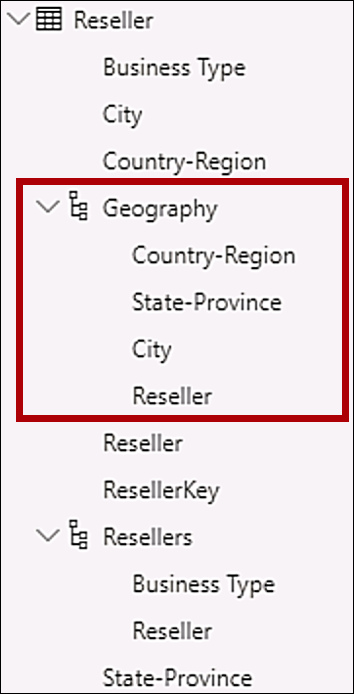 Reseller
Business Type
City
Country-Region
Geography
Country-Region
State-Province
City
Reseller
Reseller
ResellerKey
Resellers
Business Type
Reseller
State-Province